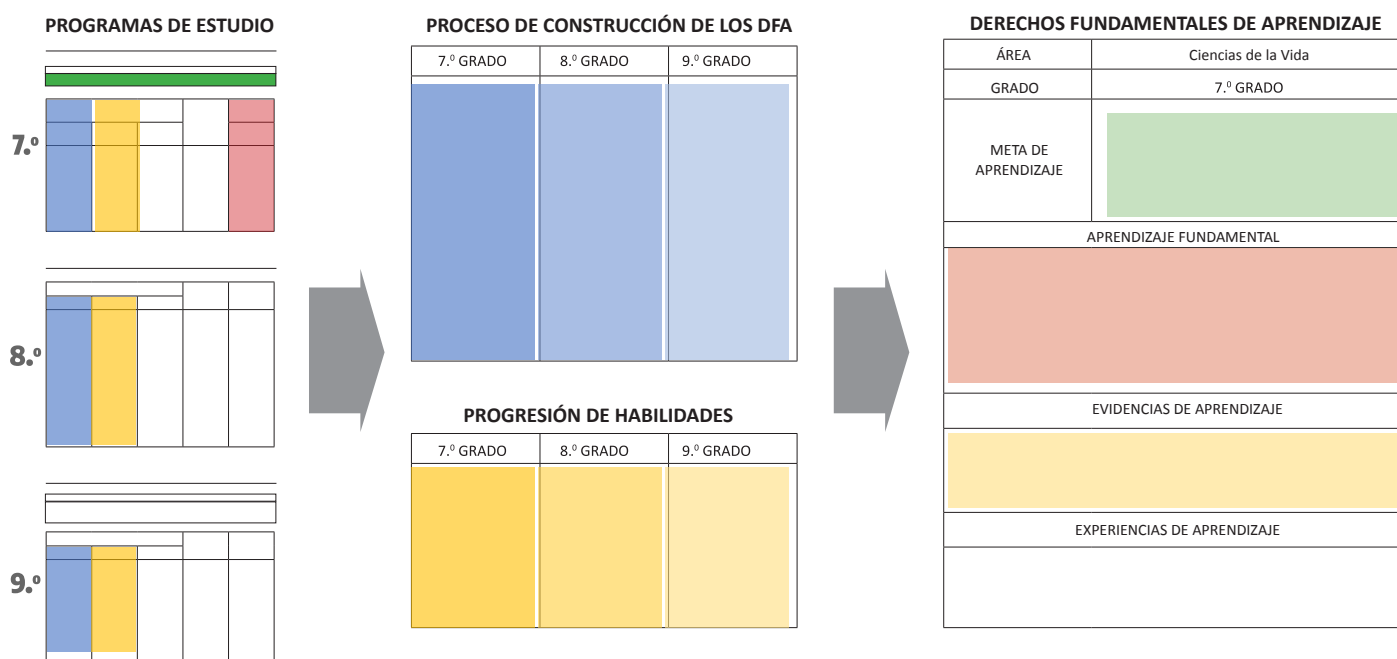 PROGRAMAS DE ESTUDIO
7.º
8.º
9.º
PROCESO DE CONSTRUCCIÓN DE LOS DFA
7.º GRADO
8.º GRADO
9.º GRADO
PROGRESIÓN DE HABILIDADES
7.º GRADO
8.º GRADO
9.º GRADO
DERECHOS FUNDAMENTALES DE APRENDIZAJE
ÁREA
Ciencias de la Vida
GRADO
7.º GRADO
META DE
APRENDIZAJE
APRENDIZAJE FUNDAMENTAL
EVIDENCIAS DE APRENDIZAJE
EXPERIENCIAS DE APRENDIZAJE